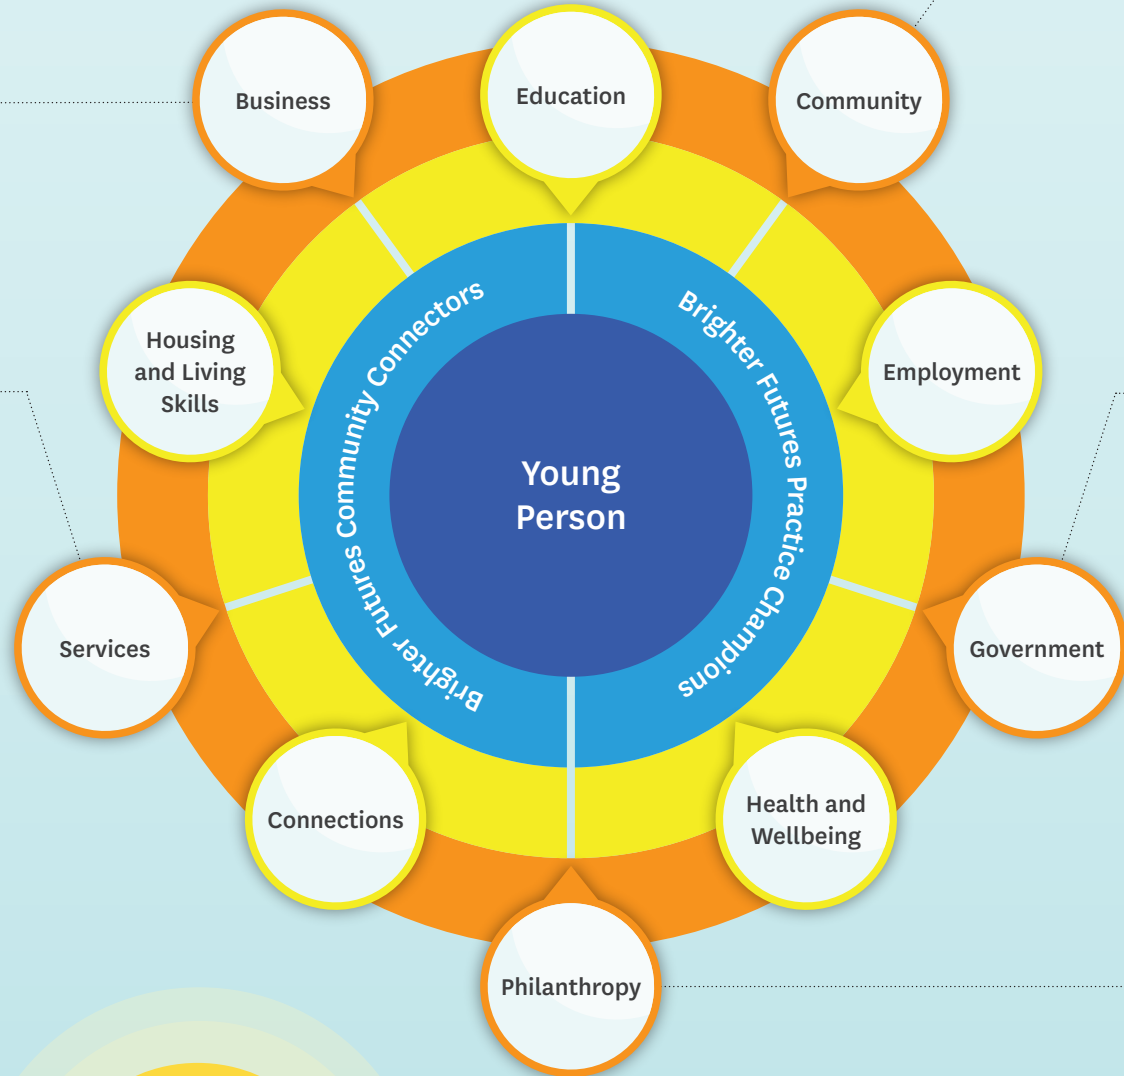 Business
Education
Community
Housing
and Living
Skills
Employment
Brighter Futures Community Connectors
Brighter Futures Practice Champions
Young
Person
Services
Government
Connections
Health and
Wellbeing
Philanthropy